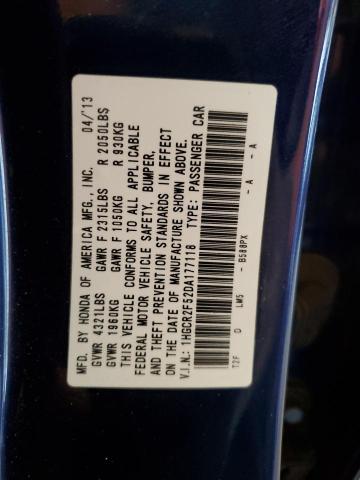 MFD. BY HONDA OF AMERICA MFG., INC. 04/'13
GVWR 4321LBS GAWR F 2315LBS R 2050LBS
GVWR 1960KG GAWR F 1050KG R 930KG
THIS VEHICLE CONFORMS TO ALL APPLICABLE
FEDERAL MOTOR VEHICLE SAFETY, BUMPER,
AND THEFT PREVENTION STANDARDS IN EFFECT
ON THE DATE OF MANUFACTURE SHOWN ABOVE.
V.I.N.: 1HGCR2F52DA177118 TYPE: PASSENGER CAR
T2F D LM5 - B588PX - A - A